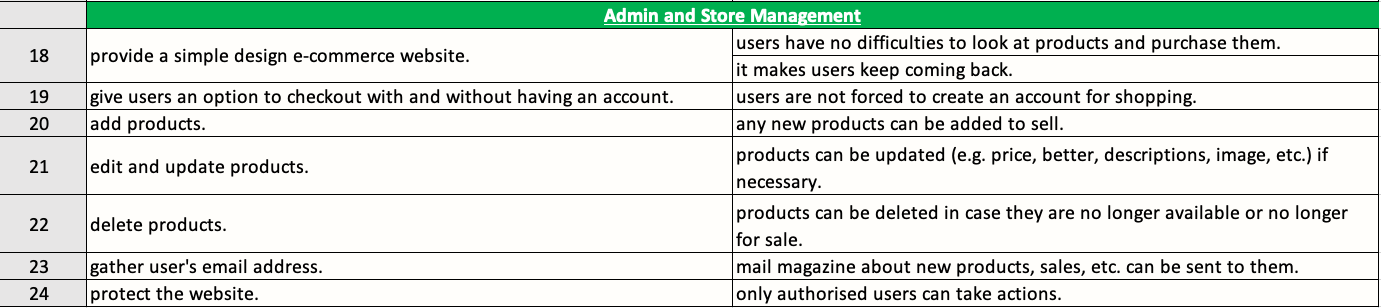 Admin and Store Management
18 provide a simple design e-commerce website. users have no difficulties to look at products and purchase them.
it makes users keep coming back.
19 give users an option to checkout with and without having an account. users are not forced to create an account for shopping.
20 add products. any new products can be added to sell.
21 edit and update products. products can be updated (e.g. price, better, descriptions, image, etc.) if
necessary.
22 delete products. products can be deleted in case they are no longer available or no longer
for sale.
23 gather user's email address. mail magazine about new products, sales, etc. can be sent to them.
24 protect the website. only authorised users can take actions.